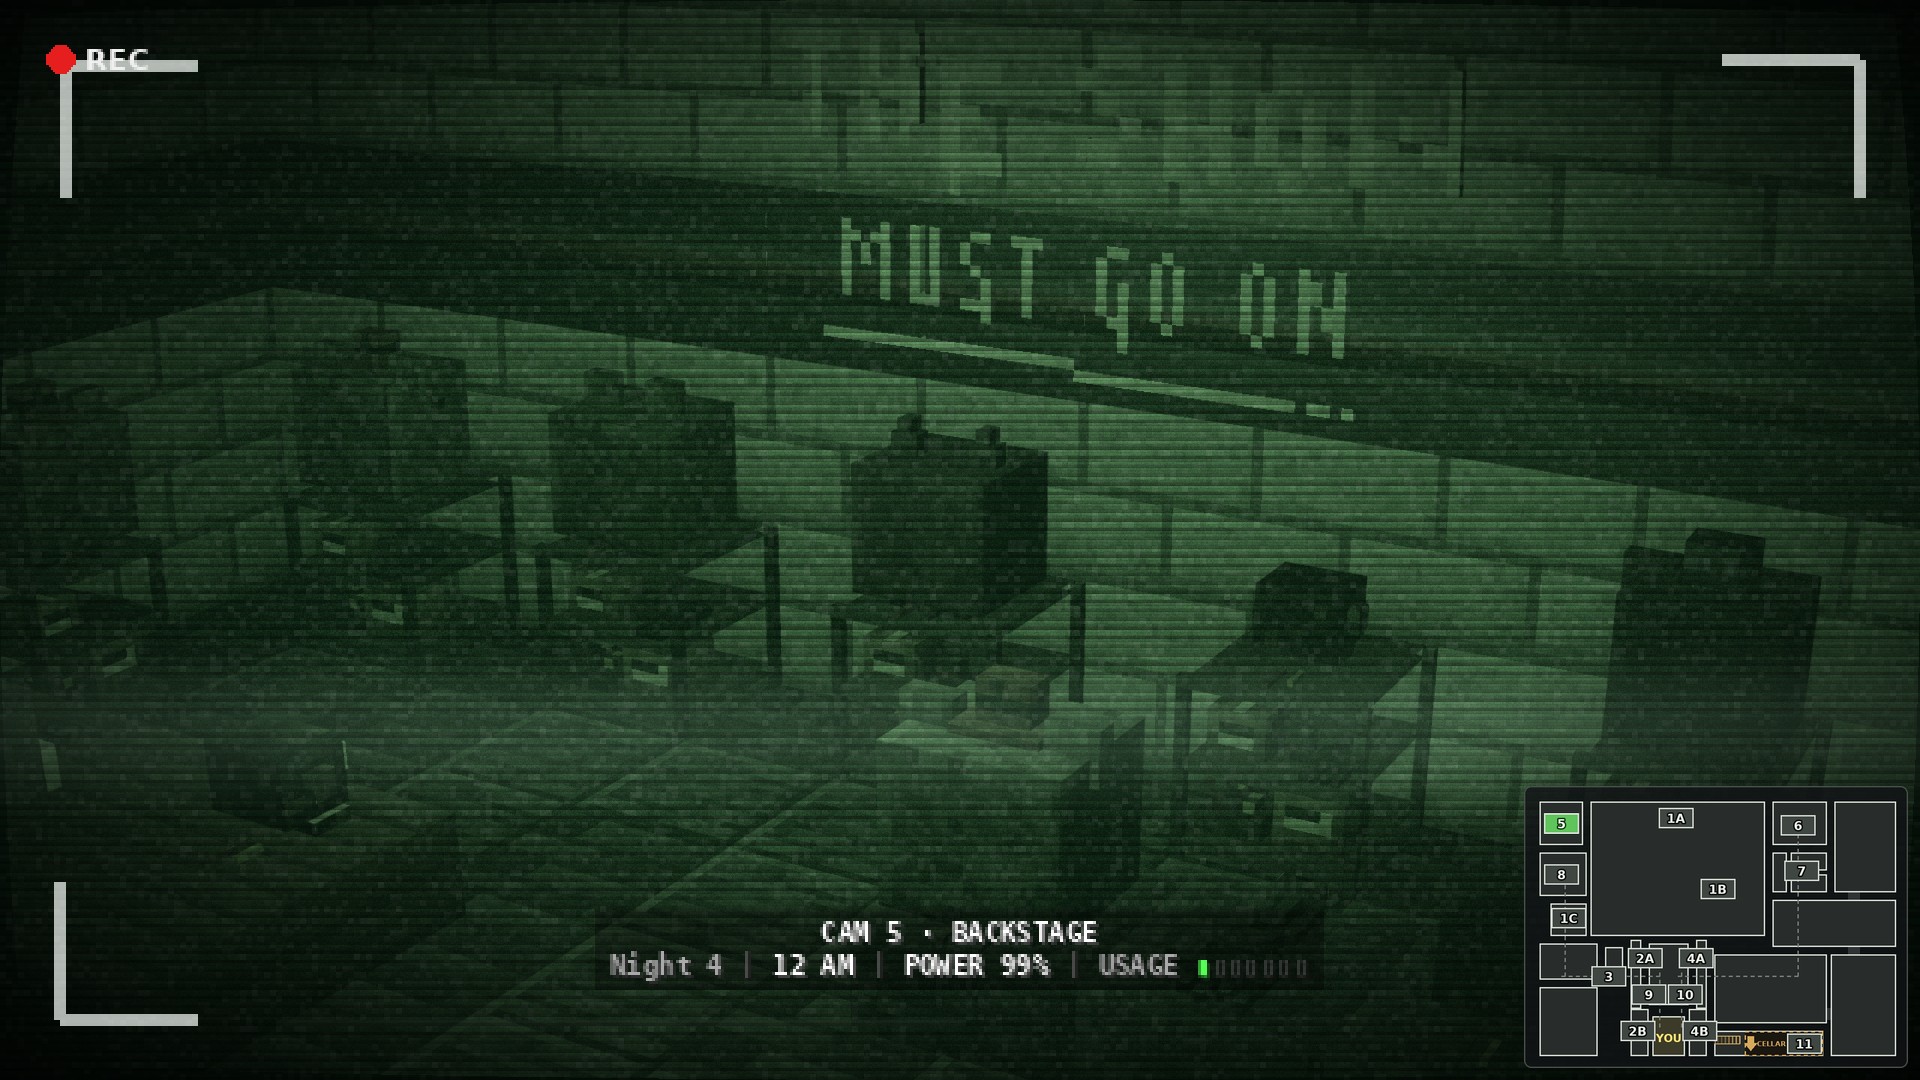 REC
MUST GO ON
5
1A
6
8
7
1B
1C
2A
4A
3
9
10
2B
YOU
4B
CELLAR
11
CAM 5 · BACKSTAGE
Night 4 | 12 AM | POWER 99% | USAGE